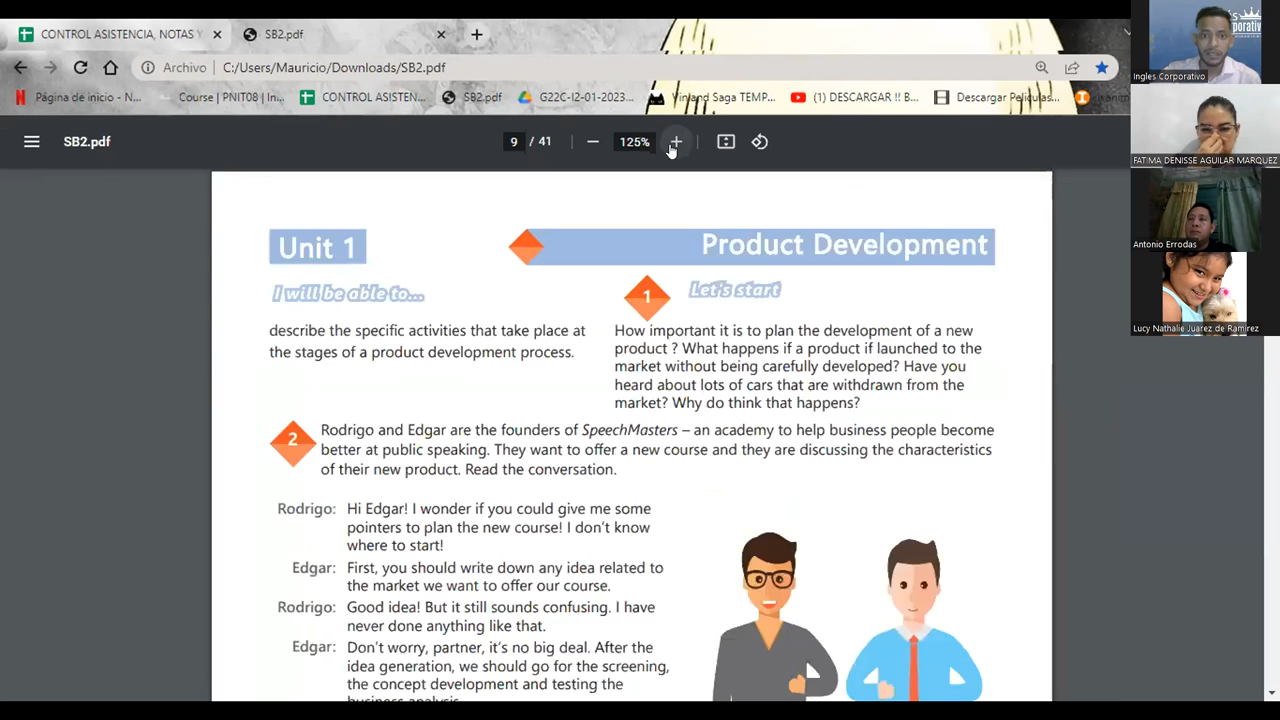 CONTROL ASISTENCIA, NOTAS Y
SB2.pdf
Archivo
C:/Users/Mauricio/Downloads/SB2.pdf
Página de inicio - N...
Course | PNIT08 | In...
CONTROL ASISTEN...
SB2.pdf
G22C-I2-01-2023...
Vinland Saga TEMP...
(1) DESCARGAR !! B...
Descargar Peliculas...
SB2.pdf
9 / 41
125%
Unit 1
Product Development
I will be able to...
1
Let's start
describe the specific activities that take place at
the stages of a product development process.
How important it is to plan the development of a new
product ? What happens if a product if launched to the
market without being carefully developed? Have you
heard about lots of cars that are withdrawn from the
market? Why do think that happens?
2
Rodrigo and Edgar are the founders of SpeechMasters – an academy to help business people become
better at public speaking. They want to offer a new course and they are discussing the characteristics
of their new product. Read the conversation.
Rodrigo: Hi Edgar! I wonder if you could give me some
pointers to plan the new course! I don't know
where to start!
Edgar: First, you should write down any idea related to
the market we want to offer our course.
Rodrigo: Good idea! But it still sounds confusing. I have
never done anything like that.
Edgar: Don't worry, partner, it's no big deal. After the
idea generation, we should go for the screening,
the concept development and testing the
business analysis
Ingles Corporativo
FATIMA DENISSE AGUILAR MARQUEZ
Antonio Errodas
Lucy Nathalie Juarez de Ramirez